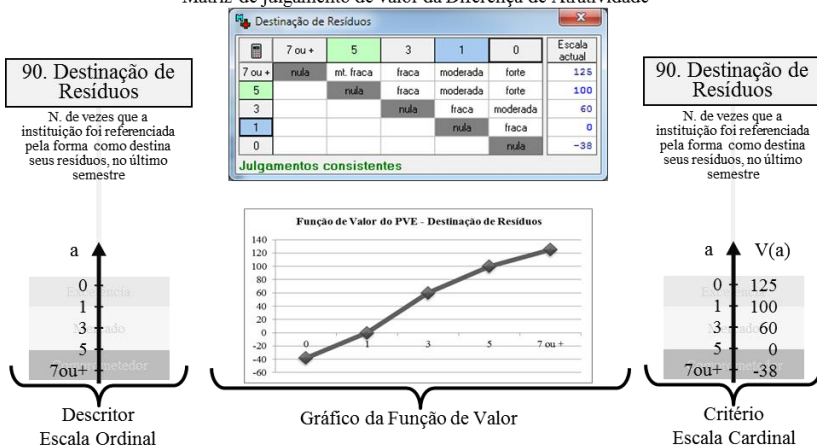 Matriz de julgamento de valor da Diferença de Atratividade
Destinação de Resíduos
7 ou + 5 3 1 0 Escala actual
7 ou + nula mt. fraca fraca moderada forte 125
5 nula fraca moderada forte 100
3 nula fraca moderada 60
1 nula fraca 0
0 nula -38
Julgamentos consistentes
90. Destinação de
Resíduos
N. de vezes que a
instituição foi referenciada
pela forma como destina
seus resíduos, no último
semestre
a
0
1
3
5
7ou+
Excelência
Mercado
Comprometedor
Descritor
Escala Ordinal
Função de Valor do PVE - Destinação de Resíduos
140
120
100
80
60
40
20
0
-20
-40
-60
0 1 3 5 7 ou +
Gráfico da Função de Valor
90. Destinação de
Resíduos
N. de vezes que a
instituição foi referenciada
pela forma como destina
seus resíduos, no último
semestre
a V(a)
0 125
1 100
3 60
5 0
7ou+ -38
Critério
Escala Cardinal